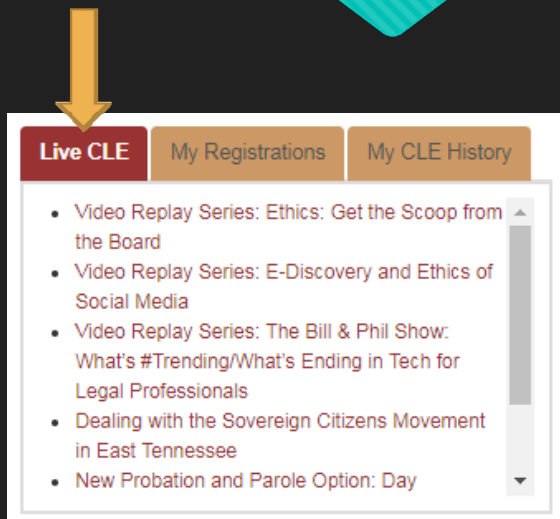 Live CLE My Registrations My CLE History
Video Replay Series: Ethics: Get the Scoop from
the Board
Video Replay Series: E-Discovery and Ethics of
Social Media
Video Replay Series: The Bill & Phil Show:
What's #Trending/What's Ending in Tech for
Legal Professionals
Dealing with the Sovereign Citizens Movement
in East Tennessee
New Probation and Parole Option: Day